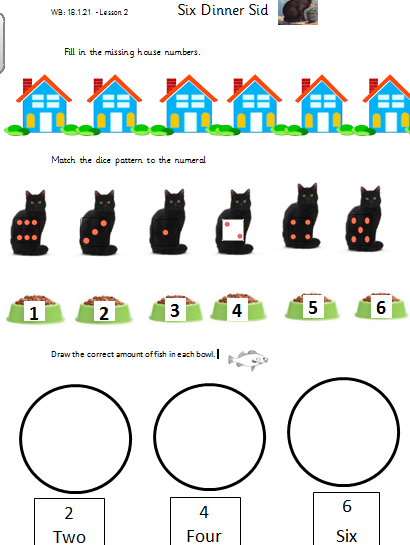 WB: 18.1.21 - Lesson 2
Six Dinner Sid
Fill in the missing house numbers.
Match the dice pattern to the numeral
1 2 3 4 5 6
Draw the correct amount of fish in each bowl.
2 4 6
Two Four Six